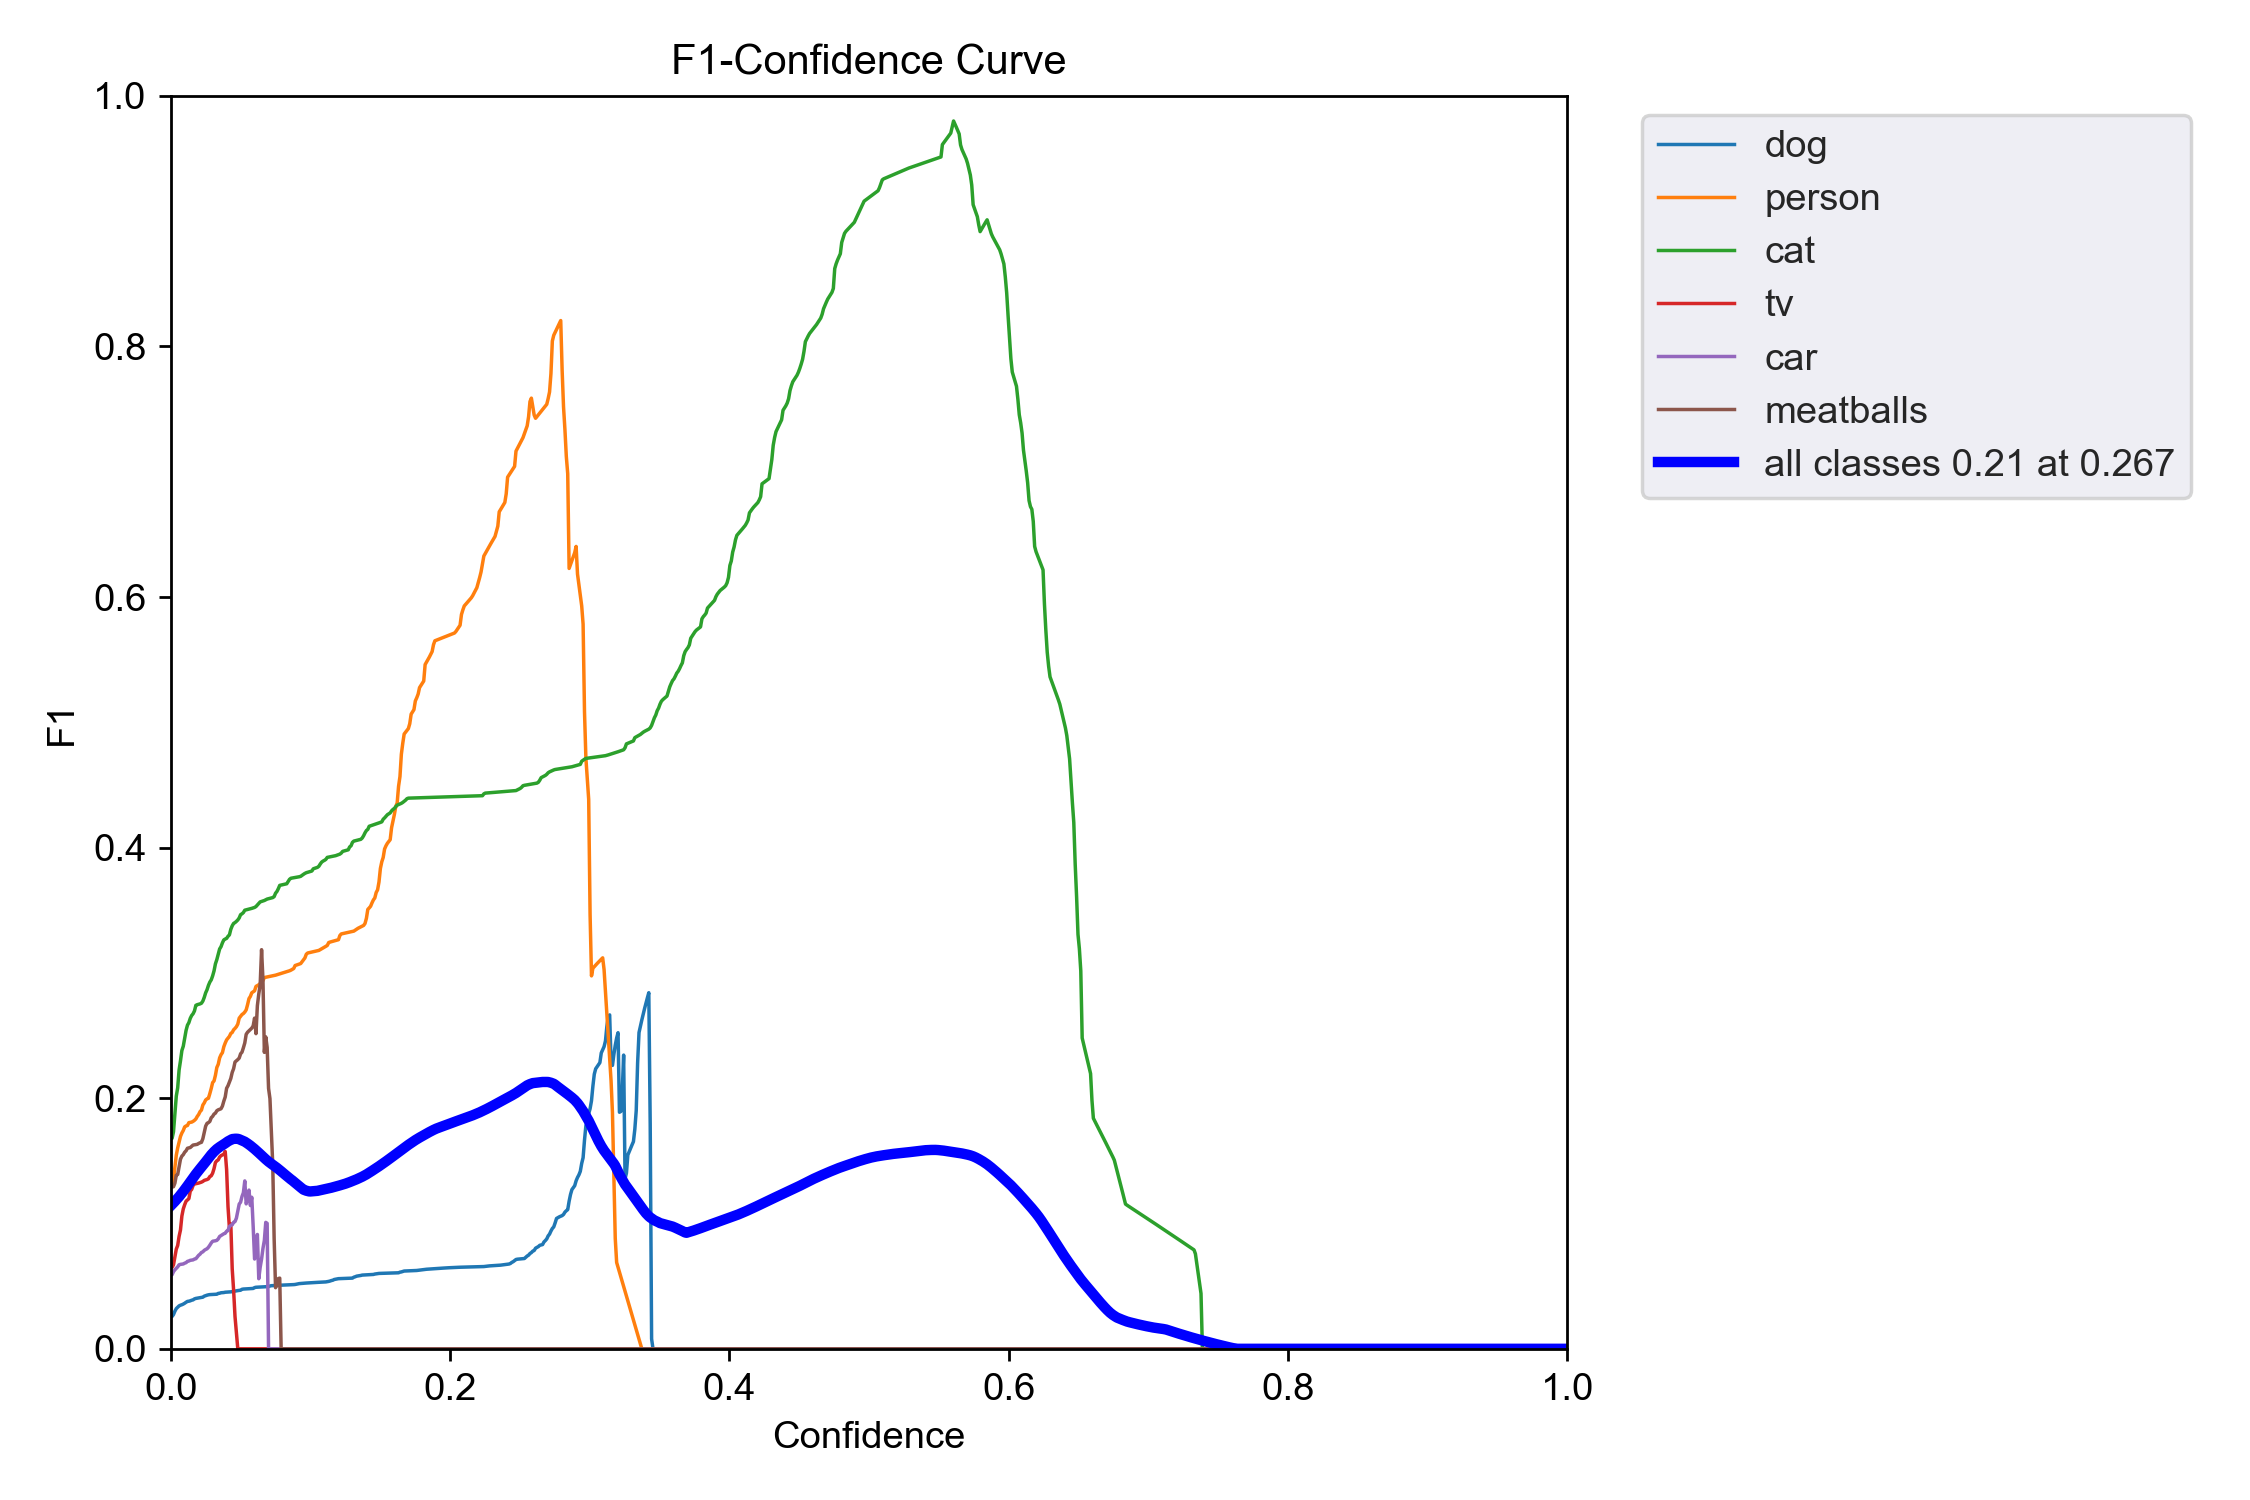 F1-Confidence Curve
1.0
0.8
0.6
0.4
0.2
0.0
F1
0.0 0.2 0.4 0.6 0.8 1.0
Confidence
dog
person
cat
tv
car
meatballs
all classes 0.21 at 0.267